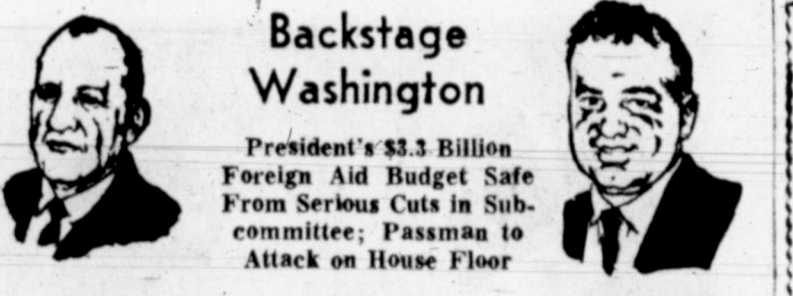 Backstage
Washington
President's $3.3 Billion
Foreign Aid Budget Safe
From Serious Cuts in Sub-
committee; Passman to
Attack on House Floor